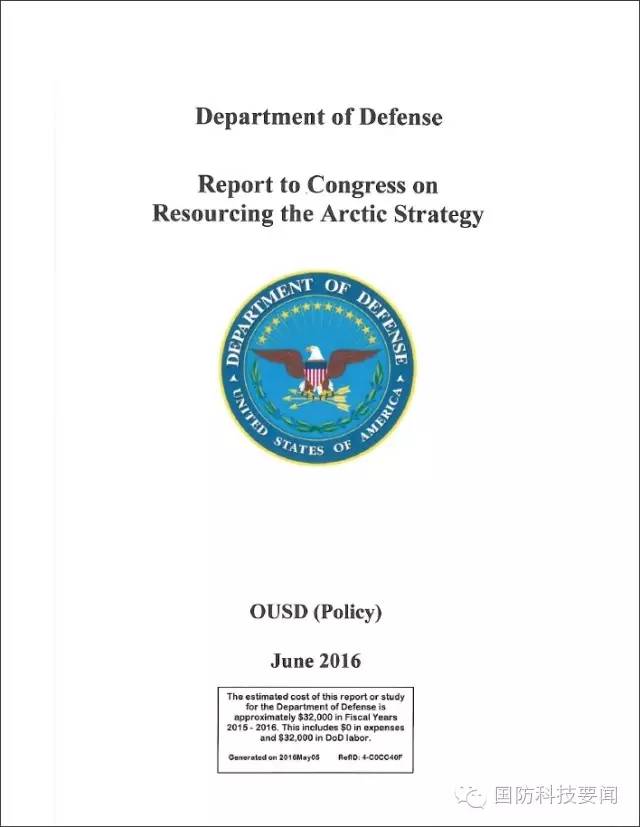 Department of Defense
Report to Congress on
Resourcing the Arctic Strategy
DEPARTMENT OF DEFENSE
UNITED STATES OF AMERICA
OUSD (Policy)
June 2016
The estimated cost of this report or study
for the Department of Defense is
approximately $32,000 in Fiscal Years
2015 - 2016. This includes $0 in expenses
and $32,000 in DoD labor.
Generated on 2016May05 RefID:
国防科技要闻